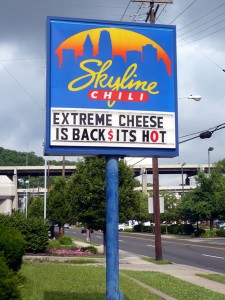 Skyline
CHILI
EXTREME CHEESE
IS BACK$ITS HOT